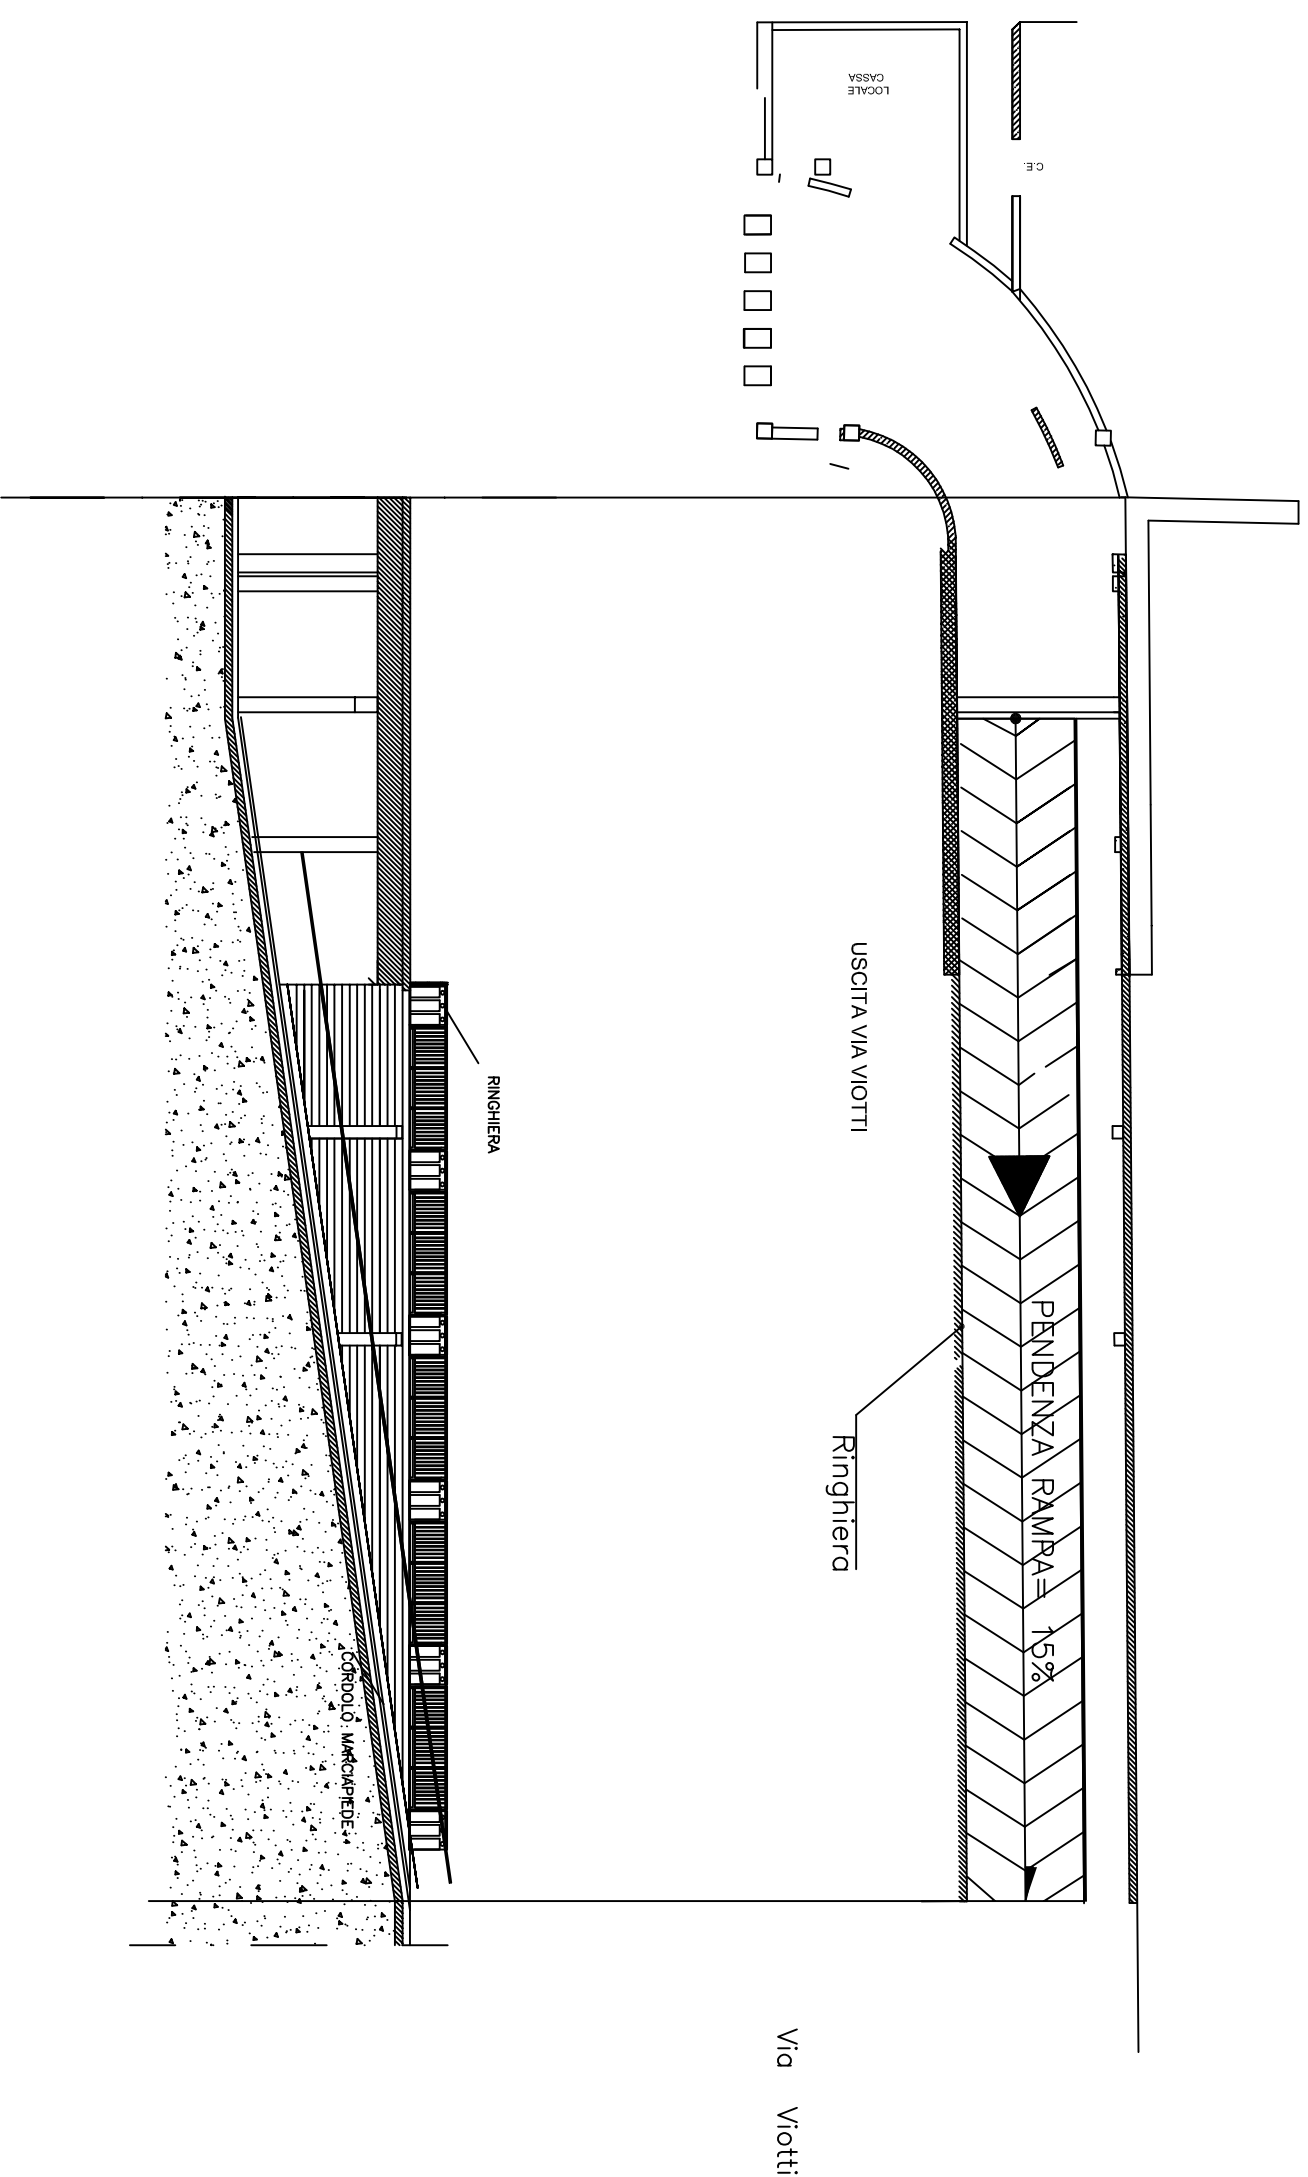 LOCALE
CASSA
C.E.
USCITA VIA VIOTTI
RINGHIERA
PENDENZA RAMPA= 15%
Ringhiera
CORDOLO MARCIAPIEDE
Via Viotti